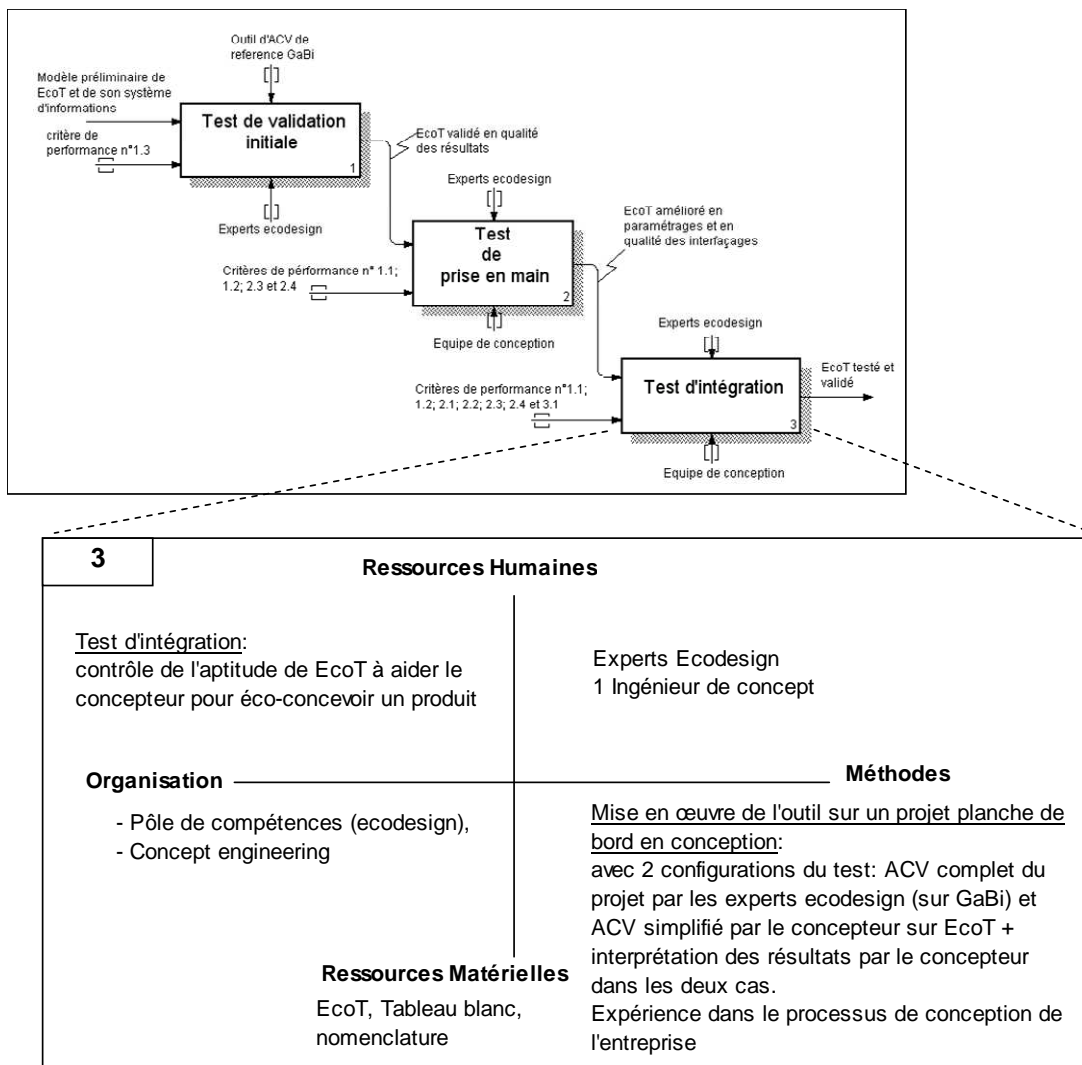 Outil d'ACV de
reference GaBi
Modèle préliminaire de
EcoT et de son système
d'informations
critère de
performance n°1.3
Test de validation
initiale
1
Experts ecodesign
EcoT validé en qualité
des résultats
Experts ecodesign
Test
de
prise en main
2
Critères de pérformance n° 1.1;
1.2; 2.3 et 2.4
Equipe de conception
EcoT amélioré en
paramétrages et en
qualité des interfaçages
Experts ecodesign
Test d'intégration
3
Critères de performance n°1.1;
1.2; 2.1; 2.2; 2.3; 2.4 et 3.1
Equipe de conception
EcoT testé et
validé
3
Ressources Humaines
Test d'intégration:
contrôle de l'aptitude de EcoT à aider le
concepteur pour éco-concevoir un produit
Experts Ecodesign
1 Ingénieur de concept
Organisation
- Pôle de compétences (ecodesign),
- Concept engineering
Méthodes
Mise en œuvre de l'outil sur un projet planche de
bord en conception:
avec 2 configurations du test: ACV complet du
projet par les experts ecodesign (sur GaBi) et
ACV simplifié par le concepteur sur EcoT +
interprétation des résultats par le concepteur
dans les deux cas.
Expérience dans le processus de conception de
l'entreprise
Ressources Matérielles
EcoT, Tableau blanc,
nomenclature